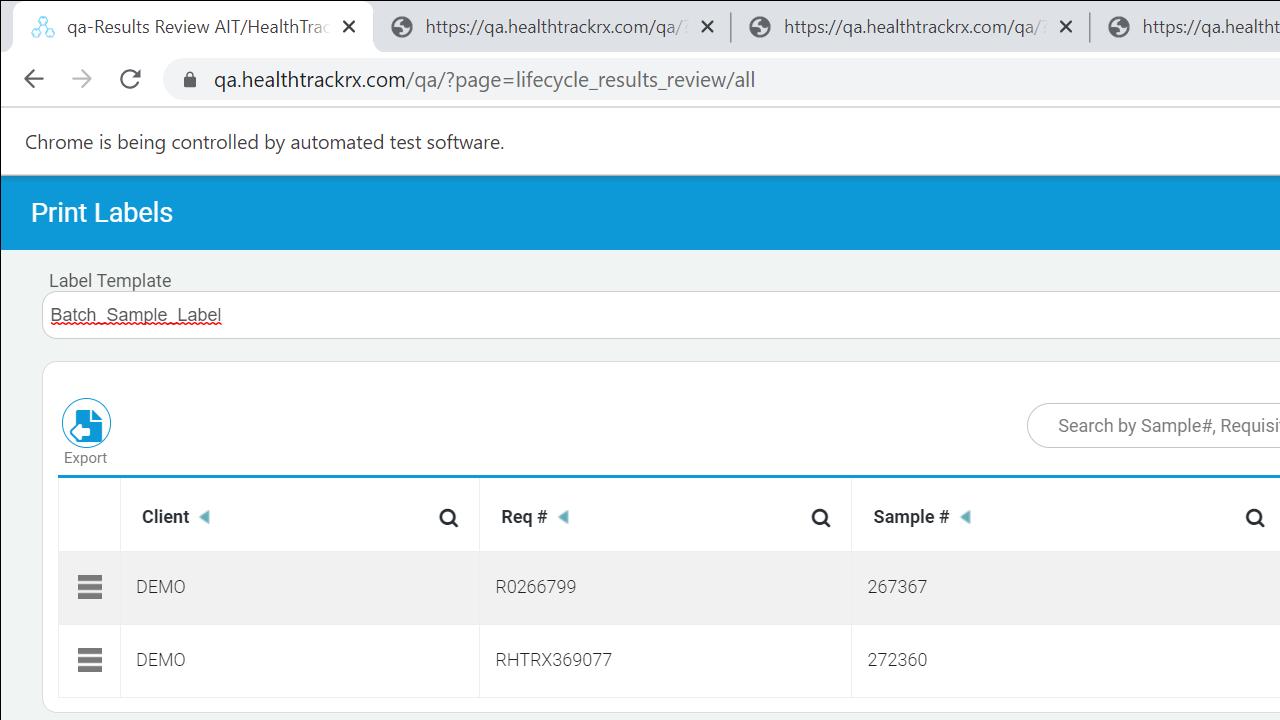 qa-Results Review AIT/HealthTrac
https://qa.healthtrackrx.com/qa/?
https://qa.healthtrackrx.com/qa/?
https://qa.healtht
qa.healthtrackrx.com/qa/?page=lifecycle_results_review/all
Chrome is being controlled by automated test software.
Print Labels
Label Template
Batch_Sample_Label
Export
Search by Sample#, Requisit
Client
Req #
Sample #
DEMO R0266799 267367
DEMO RHTRX369077 272360